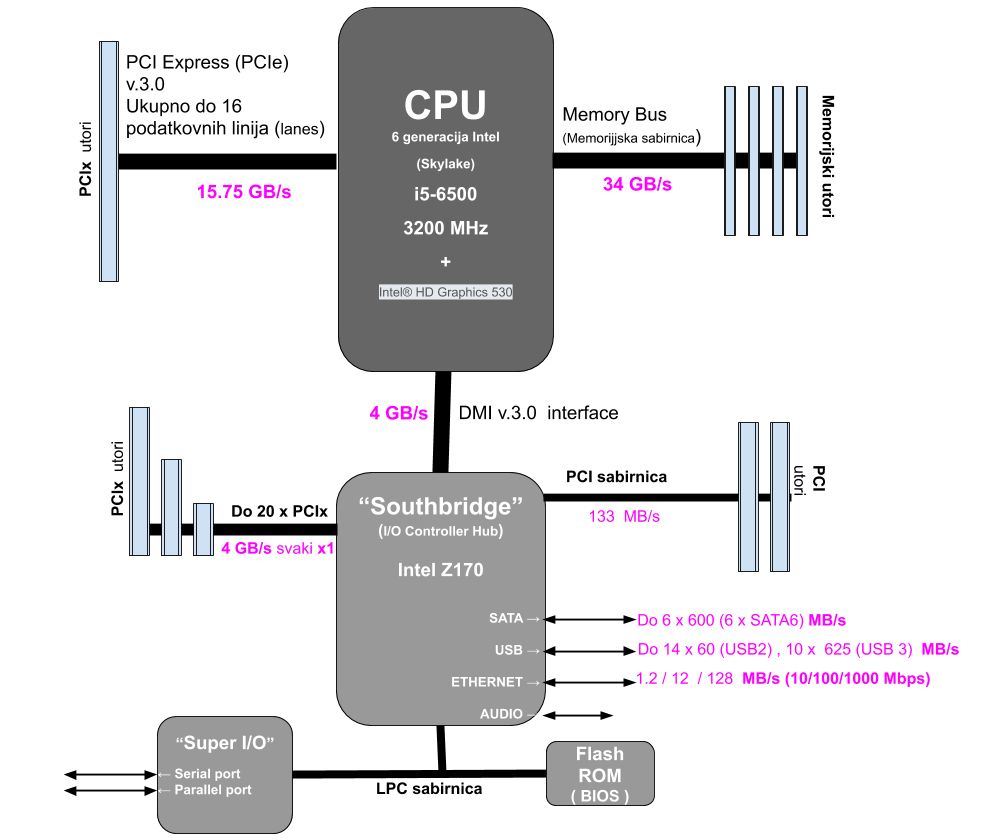 PCI Express (PCIe)
v.3.0
Ukupno do 16
podatkovnih linija (lanes)
PCIx utori
15.75 GB/s
CPU
6 generacija Intel
(Skylake)
i5-6500
3200 MHz
+
Intel® HD Graphics 530
Memory Bus
(Memorijjska sabirnica)
34 GB/s
Memorijski utori
4 GB/s
DMI v.3.0 interface
PCIx utori
Do 20 x PCIx
4 GB/s svaki x1
“Southbridge”
(I/O Controller Hub)
Intel Z170
PCI sabirnica
133 MB/s
PCI
utori
SATA →
Do 6 x 600 (6 x SATA6) MB/s
USB →
Do 14 x 60 (USB2) , 10 x 625 (USB 3) MB/s
ETHERNET →
1.2 / 12 / 128 MB/s (10/100/1000 Mbps)
AUDIO →
“Super I/O”
← Serial port
← Parallel port
LPC sabirnica
Flash
ROM
( BIOS )